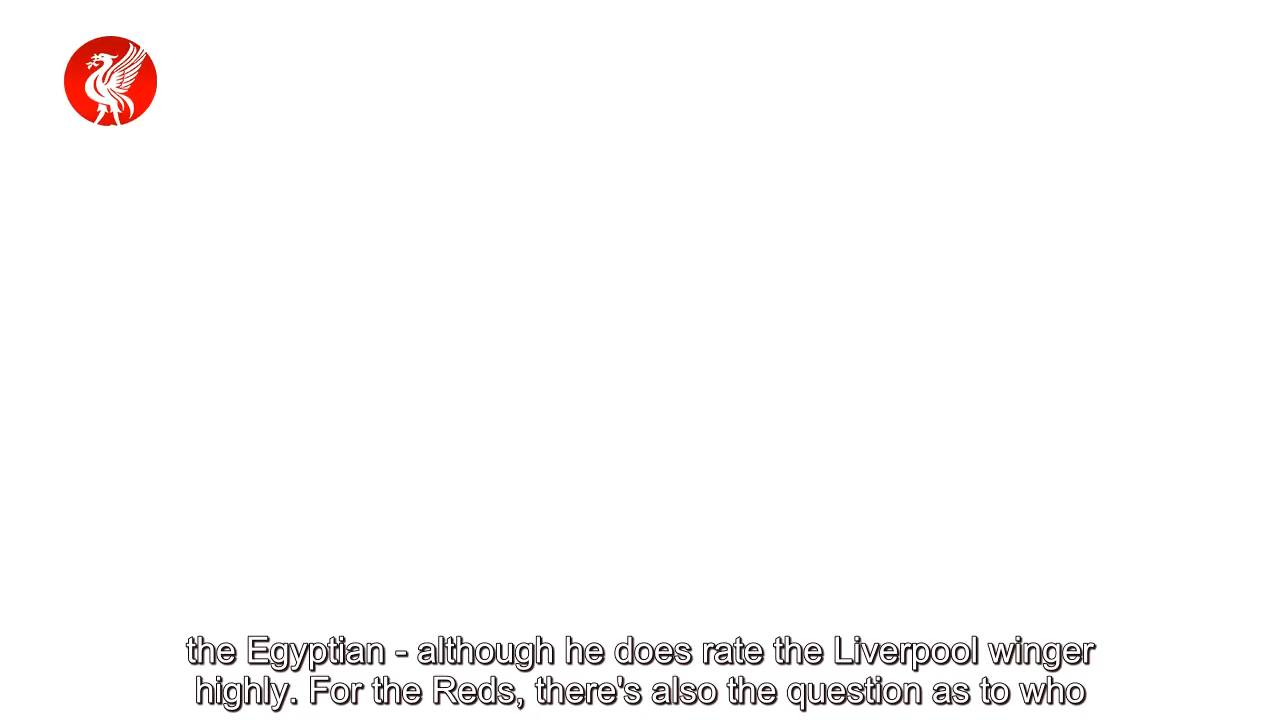 the Egyptian - although he does rate the Liverpool winger
highly. For the Reds, there's also the question as to who